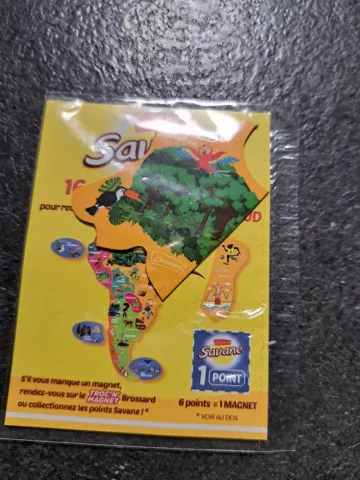 Sav
16
pour re
UD
Savane
1 POINT
S'il vous manque un magnet,
rendez-vous sur le TROC'N' MAGNET Brossard
ou collectionnez les points Savane ! *
6 points = 1 MAGNET
* VOIR AU DOS